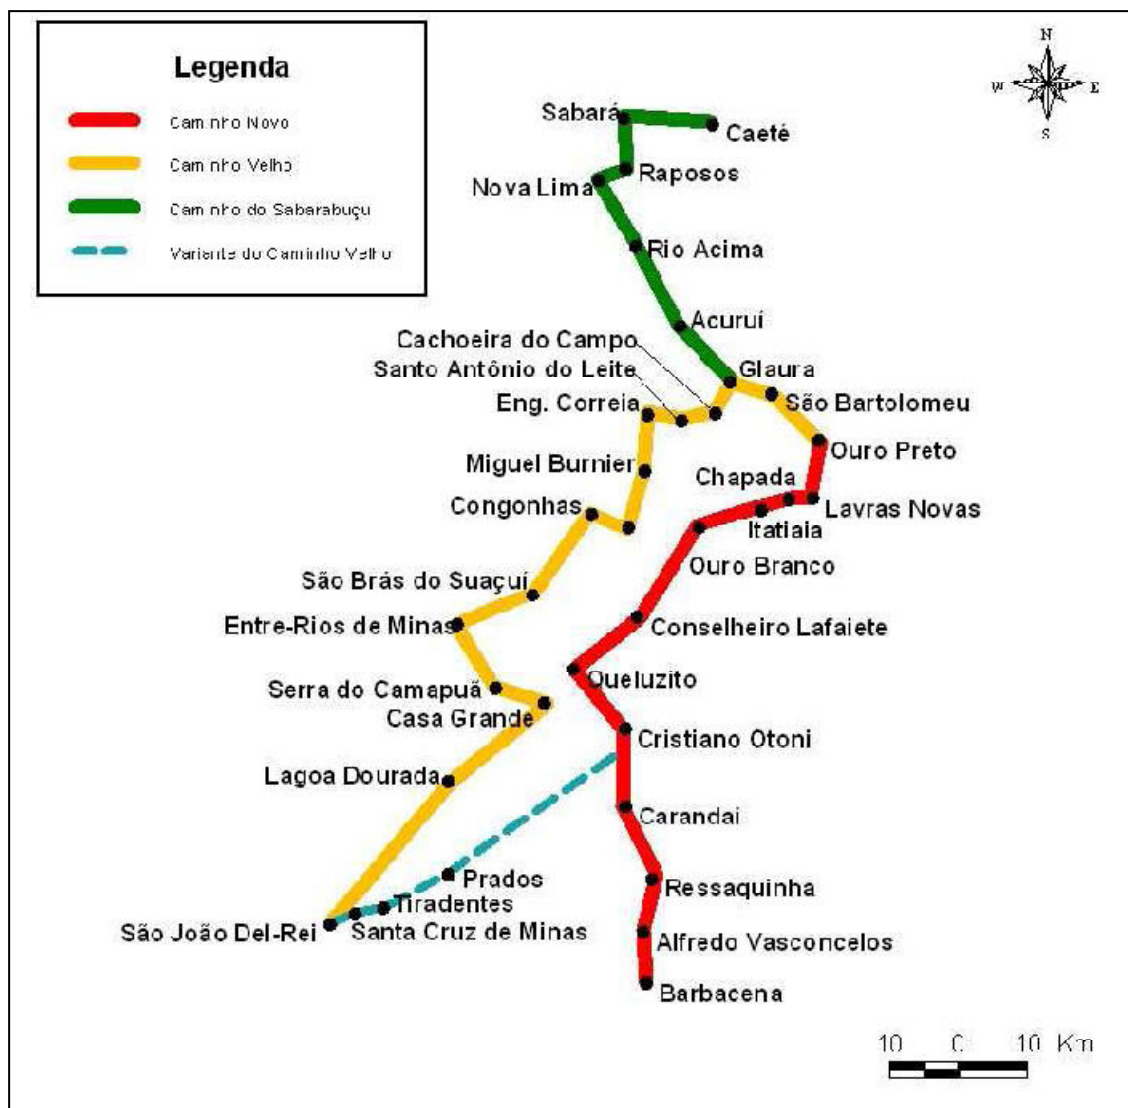 Legenda
Caminho Novo
Caminho Velho
Caminho do Sabarabuçu
Variante do Caminho Velho
N
W E
S
Sabará
Caeté
Raposos
Nova Lima
Rio Acima
Acuruí
Cachoeira do Campo
Santo Antônio do Leite
Glaura
Eng. Correia
São Bartolomeu
Ouro Preto
Miguel Burnier
Chapada
Congonhas
Lavras Novas
Itatiaia
Ouro Branco
São Brás do Suaçuí
Entre-Rios de Minas
Conselheiro Lafaiete
Queluzito
Serra do Camapuã
Casa Grande
Cristiano Otoni
Lagoa Dourada
Carandai
Prados
Ressaquinha
Tiradentes
São João Del-Rei
Santa Cruz de Minas
Alfredo Vasconcelos
Barbacena
10 0 10 Km